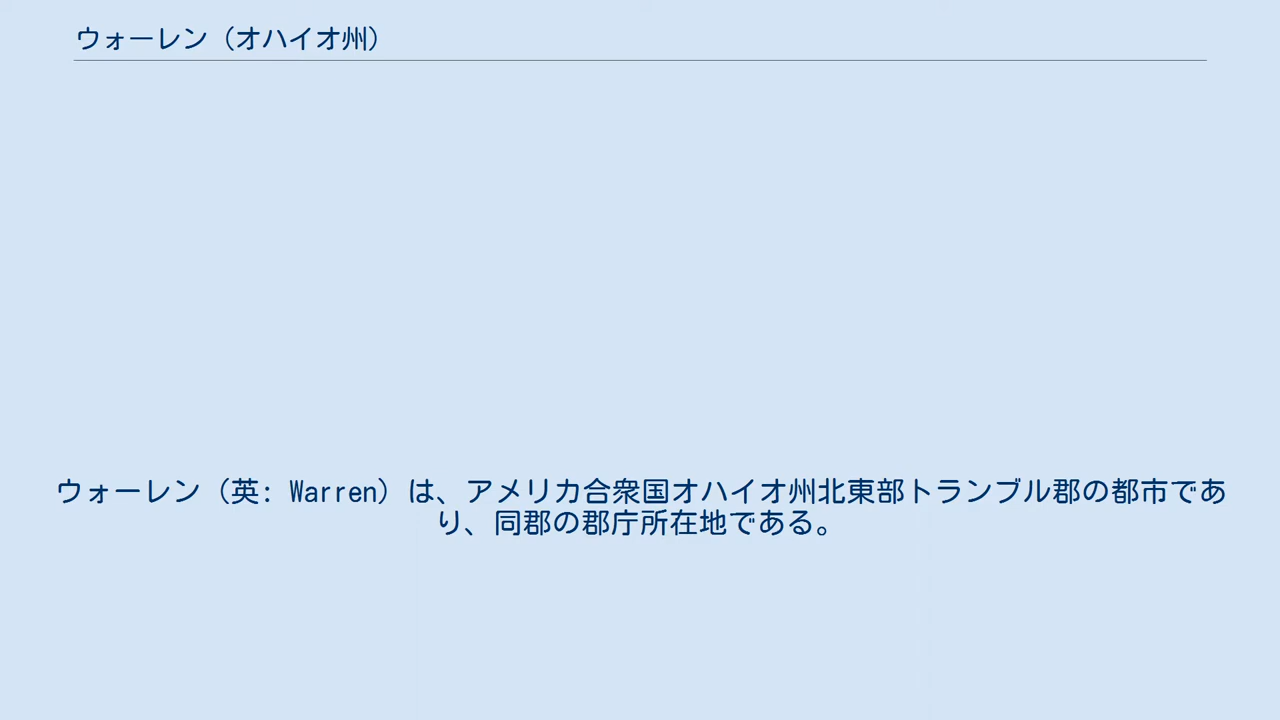 ウォーレン（オハイオ州）
ウォーレン（英: Warren）は、アメリカ合衆国オハイオ州北東部トランブル郡の都市であ
り、同郡の郡庁所在地である。